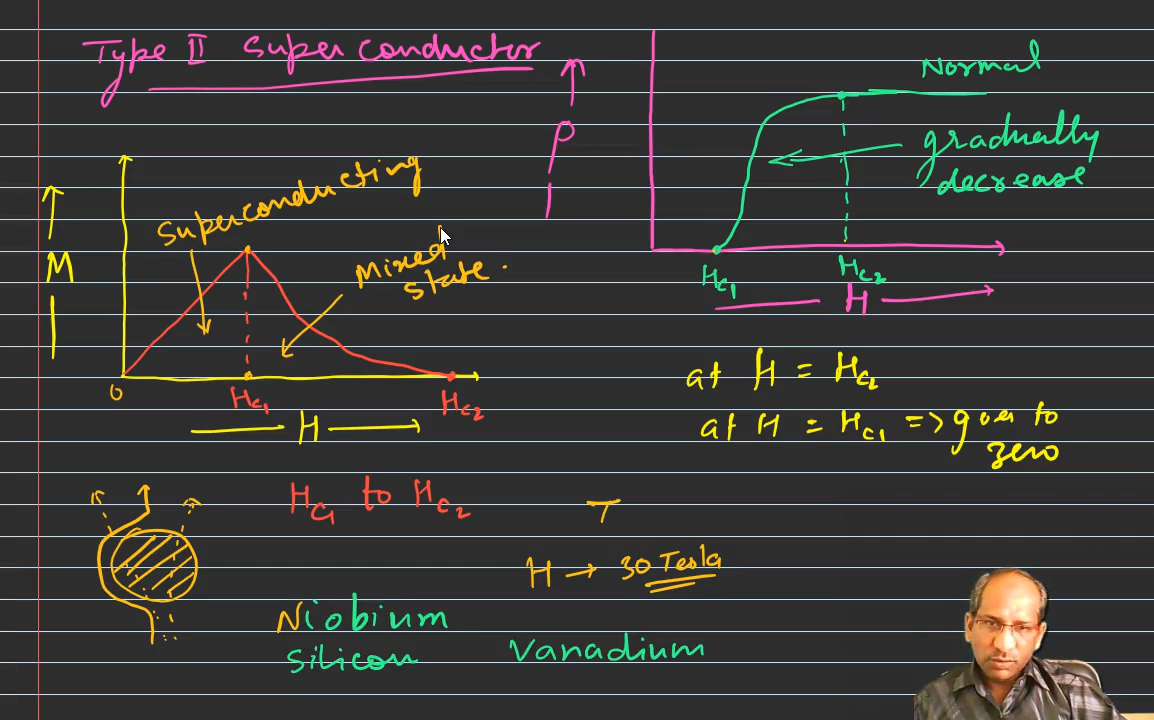 Type II Superconductor
Normal
ρ
gradually
decrease
Superconducting
M
Mixed
state.
Hc1
Hc2
H
0
Hc1
Hc2
H
at H = Hc2
at H = Hc1 => goes to
zero
Hc1 to Hc2
T
H → 30 Tesla
Niobium
Silicon
Vanadium